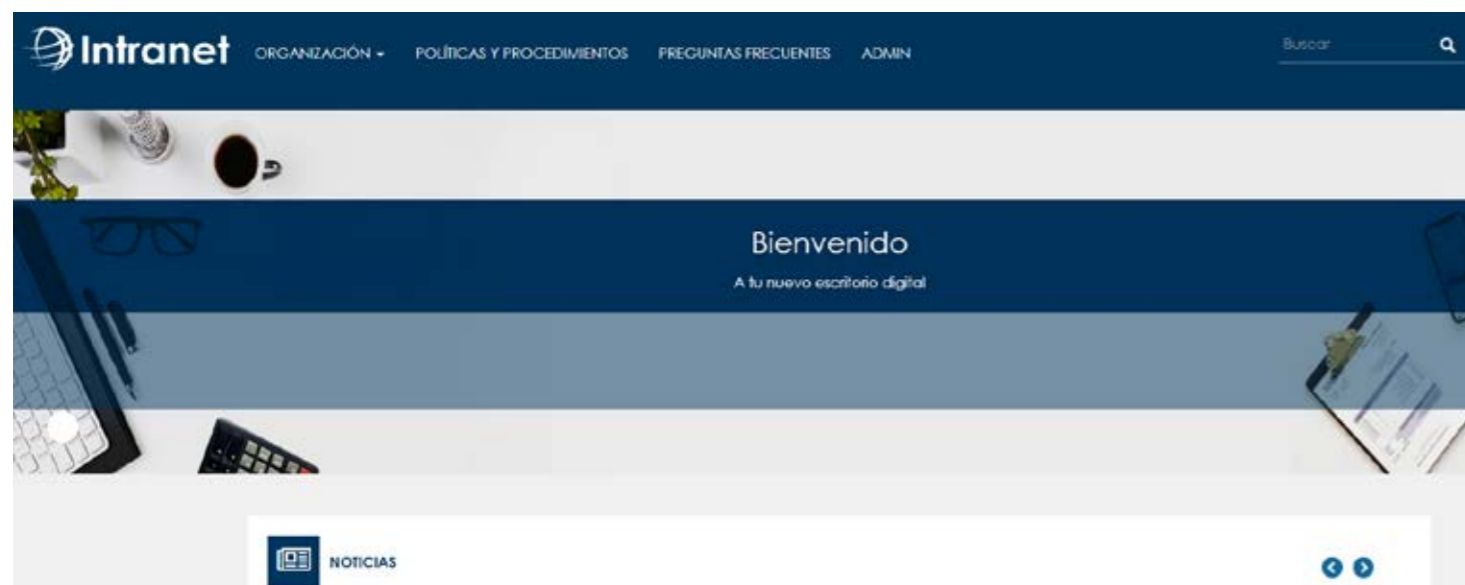 Intranet ORGANIZACIÓN POLÍTICAS Y PROCEDIMIENTOS PREGUNTAS FRECUENTES ADMIN Buscar
Bienvenido
A tu nuevo escritorio digital
NOTICIAS